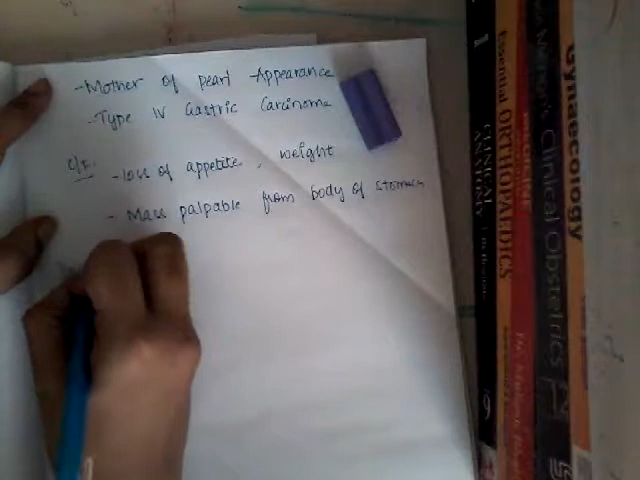 - Mother of pearl Appearance
- Type IV Gastric Carcinoma
C/F:
- loss of appetite, weight
- Mass palpable from body of stomach
CLINICAL ANATOMY
Essential ORTHOPAEDICS
Clinical Obstetrics
Gynaecology
9